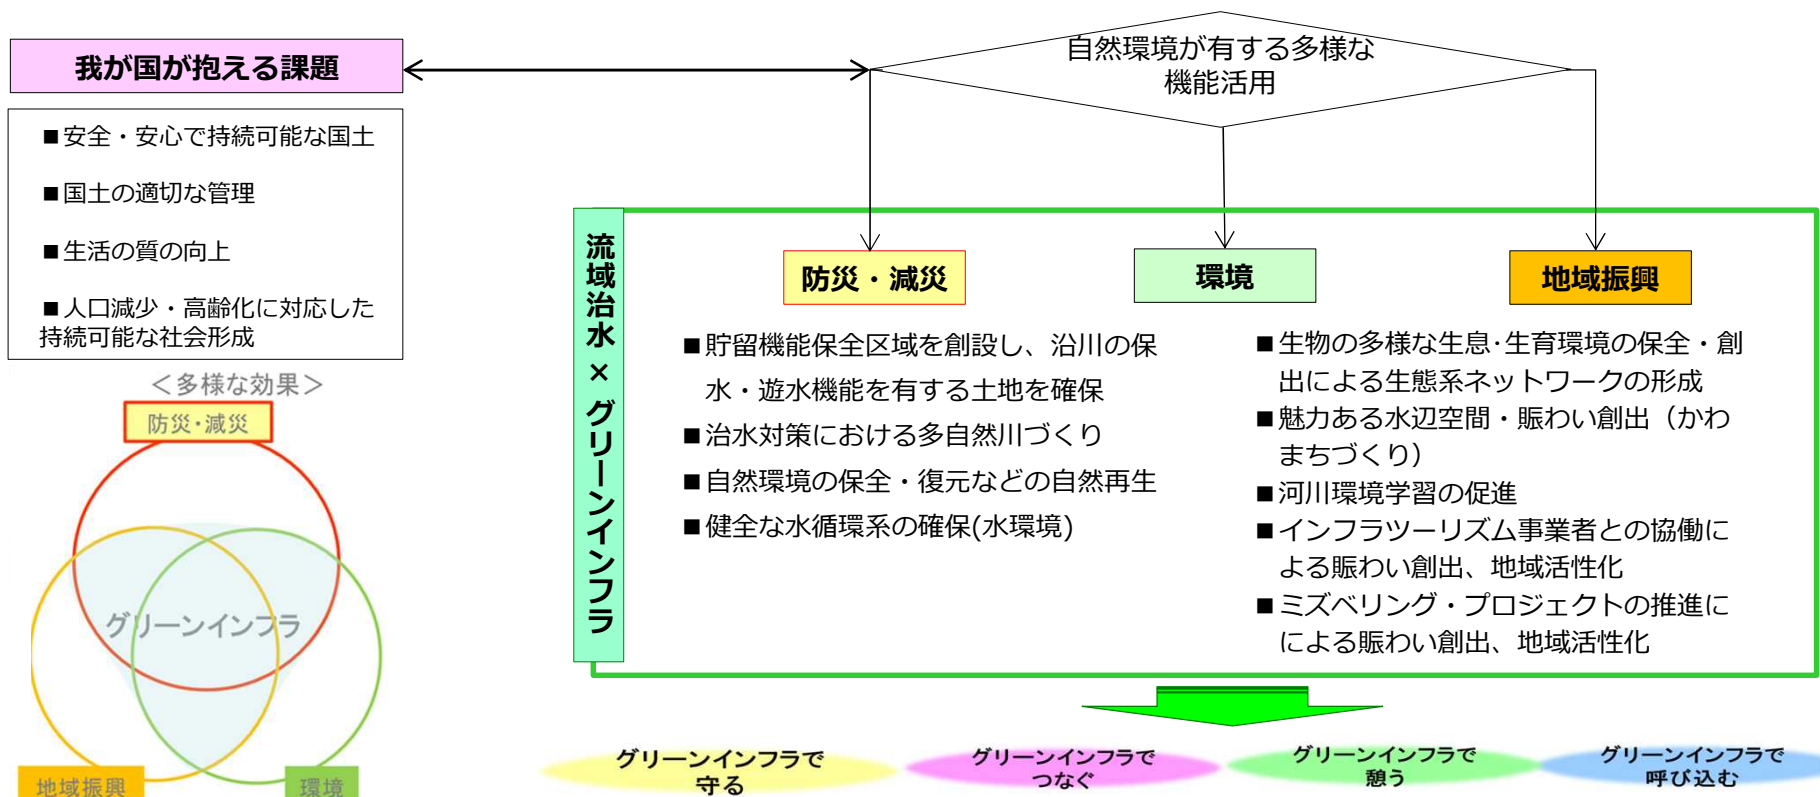 我が国が抱える課題
■安全・安心で持続可能な国土
■国土の適切な管理
■生活の質の向上
■人口減少・高齢化に対応した
持続可能な社会形成
＜多様な効果＞
防災・減災
グリーンインフラ
地域振興
環境
自然環境が有する多様な
機能活用
流域治水×グリーンインフラ
防災・減災
環境
地域振興
■貯留機能保全区域を創設し、沿川の保
水・遊水機能を有する土地を確保
■治水対策における多自然川づくり
■自然環境の保全・復元などの自然再生
■健全な水循環系の確保(水環境)
■生物の多様な生息･生育環境の保全・創
出による生態系ネットワークの形成
■魅力ある水辺空間・賑わい創出（かわ
まちづくり）
■河川環境学習の促進
■インフラツーリズム事業者との協働に
よる賑わい創出、地域活性化
■ミズベリング・プロジェクトの推進に
による賑わい創出、地域活性化
グリーンインフラで
守る
グリーンインフラで
つなぐ
グリーンインフラで
憩う
グリーンインフラで
呼び込む